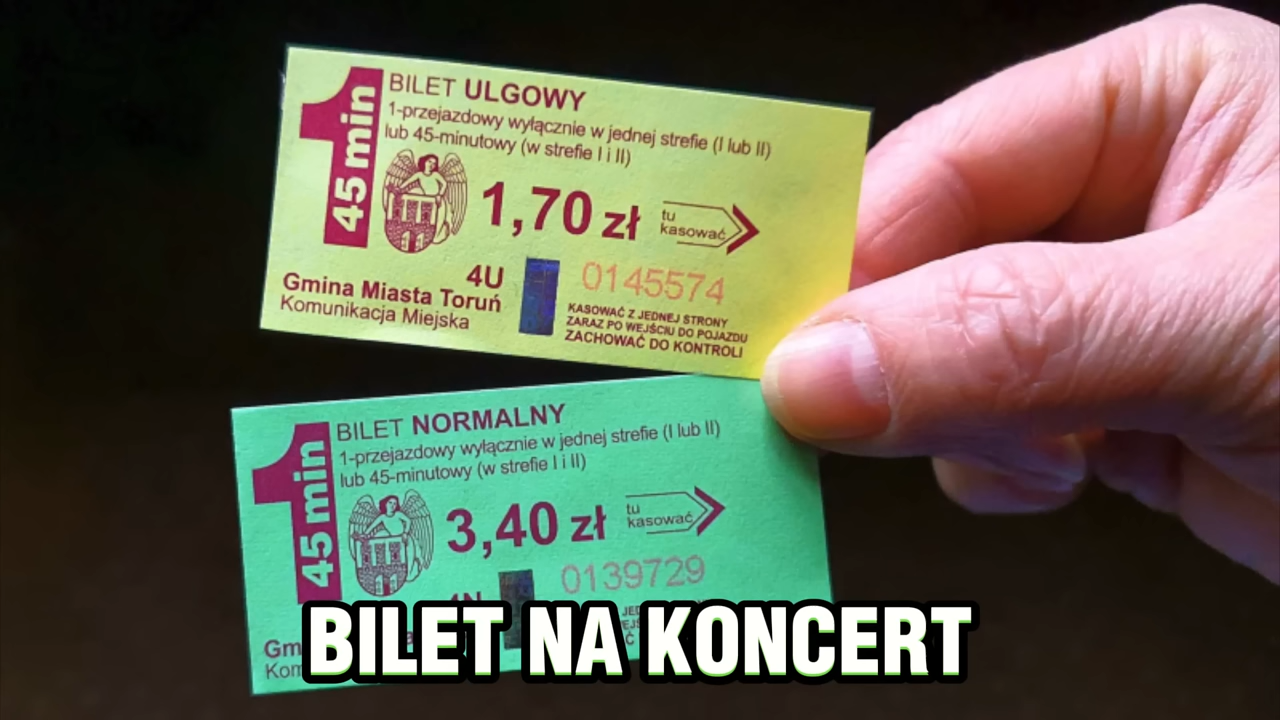 1
45 min
BILET ULGOWY
1-przejazdowy wyłącznie w jednej strefie (I lub II)
lub 45-minutowy (w strefie I i II)
1,70 zł
tu
kasować
4U
0145574
Gmina Miasta Toruń
Komunikacja Miejska
KASOWAĆ Z JEDNEJ STRONY
ZARAZ PO WEJŚCIU DO POJAZDU
ZACHOWAĆ DO KONTROLI
1
45 min
BILET NORMALNY
1-przejazdowy wyłącznie w jednej strefie (I lub II)
lub 45-minutowy (w strefie I i II)
3,40 zł
tu
kasować
4N
0139729
BILET NA KONCERT